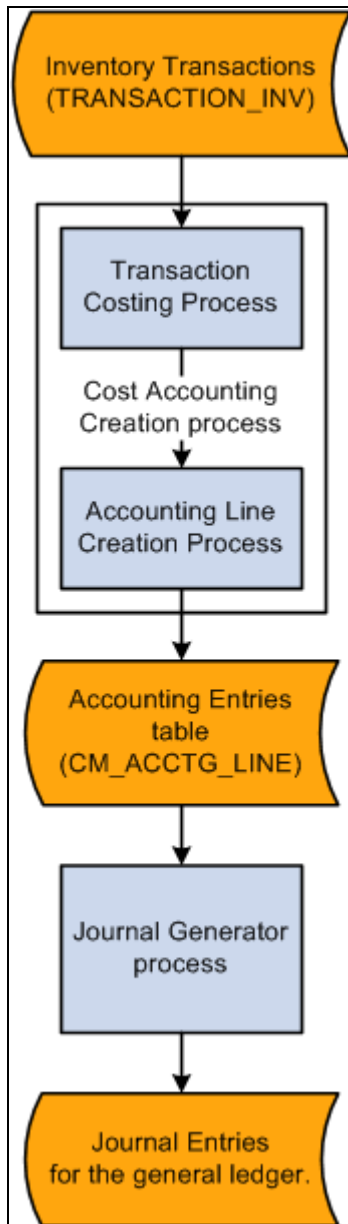 Inventory Transactions
(TRANSACTION_INV)
Transaction
Costing Process
Cost Accounting
Creation process
Accounting Line
Creation Process
Accounting Entries
table
(CM_ACCTG_LINE)
Journal Generator
process
Journal Entries
for the general ledger.